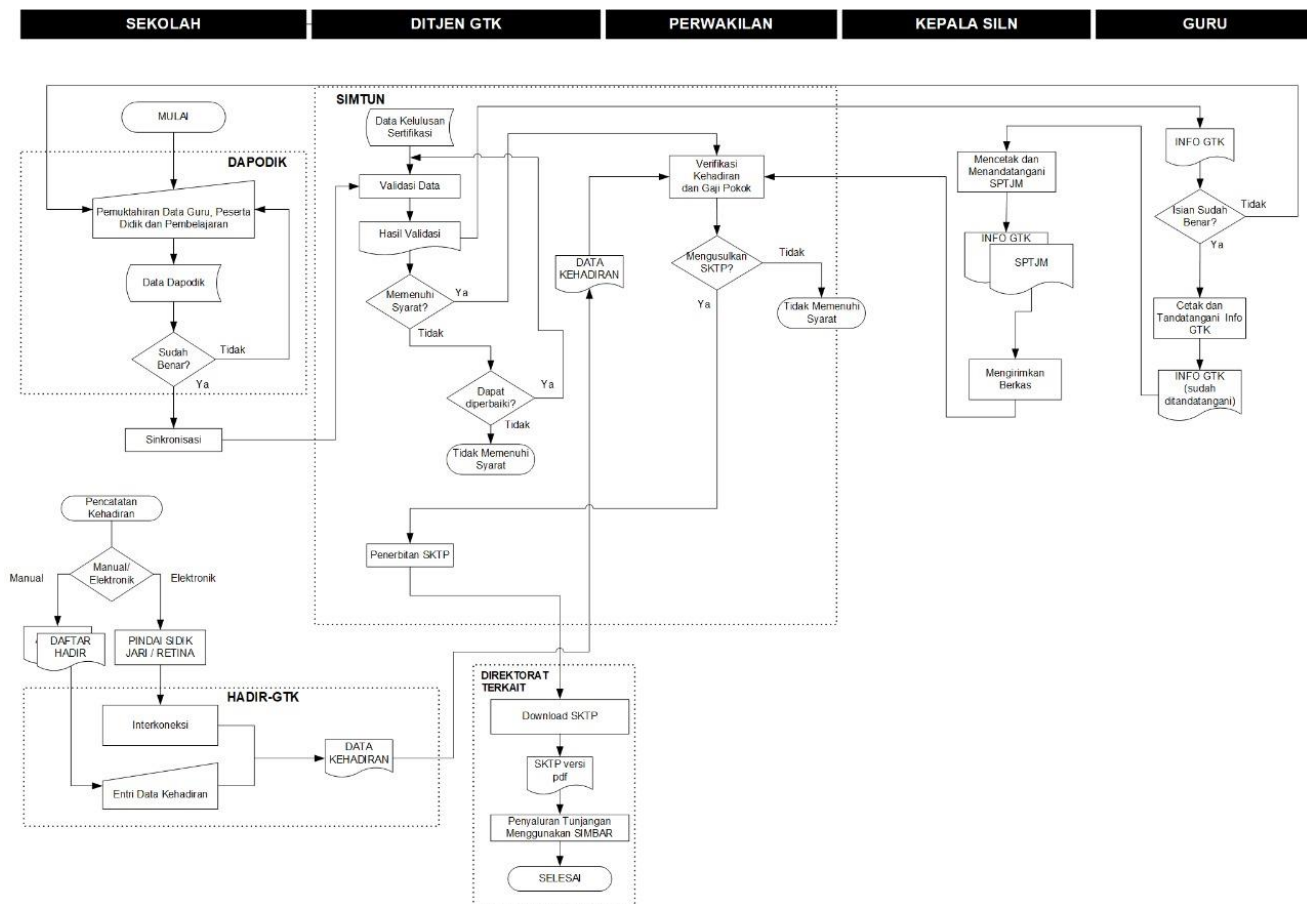 SEKOLAH
DITJEN GTK
PERWAKILAN
KEPALA SILN
GURU
MULAI
DAPODIK
Pemuktahiran Data Guru, Peserta
Didik dan Pembelajaran
Data Dapodik
Sudah
Benar?
Tidak
Ya
Sinkronisasi
SIMTUN
Data Kelulusan
Sertifikasi
Validasi Data
Hasil Validasi
Memenuhi
Syarat?
Ya
Tidak
Dapat
diperbaiki?
Ya
Tidak
Tidak Memenuhi
Syarat
Penerbitan SKTP
DATA
KEHADIRAN
Verifikasi
Kehadiran
dan Gaji Pokok
Mengusulkan
SKTP?
Tidak
Ya
Tidak Memenuhi
Syarat
Mencetak dan
Menandatangani
SPTJM
INFO GTK
SPTJM
Mengirimkan
Berkas
INFO GTK
Isian Sudah
Benar?
Tidak
Ya
Cetak dan
Tandatangani Info
GTK
INFO GTK
(sudah
ditandatangani)
Pencatatan
Kehadiran
Manual/
Elektronik
Manual
Elektronik
DAFTAR
HADIR
PINDAI SIDIK
JARI / RETINA
HADIR-GTK
Interkoneksi
Entri Data Kehadiran
DATA
KEHADIRAN
DIREKTORAT
TERKAIT
Download SKTP
SKTP versi
pdf
Penyaluran Tunjangan
Menggunakan SIMBAR
SELESAI